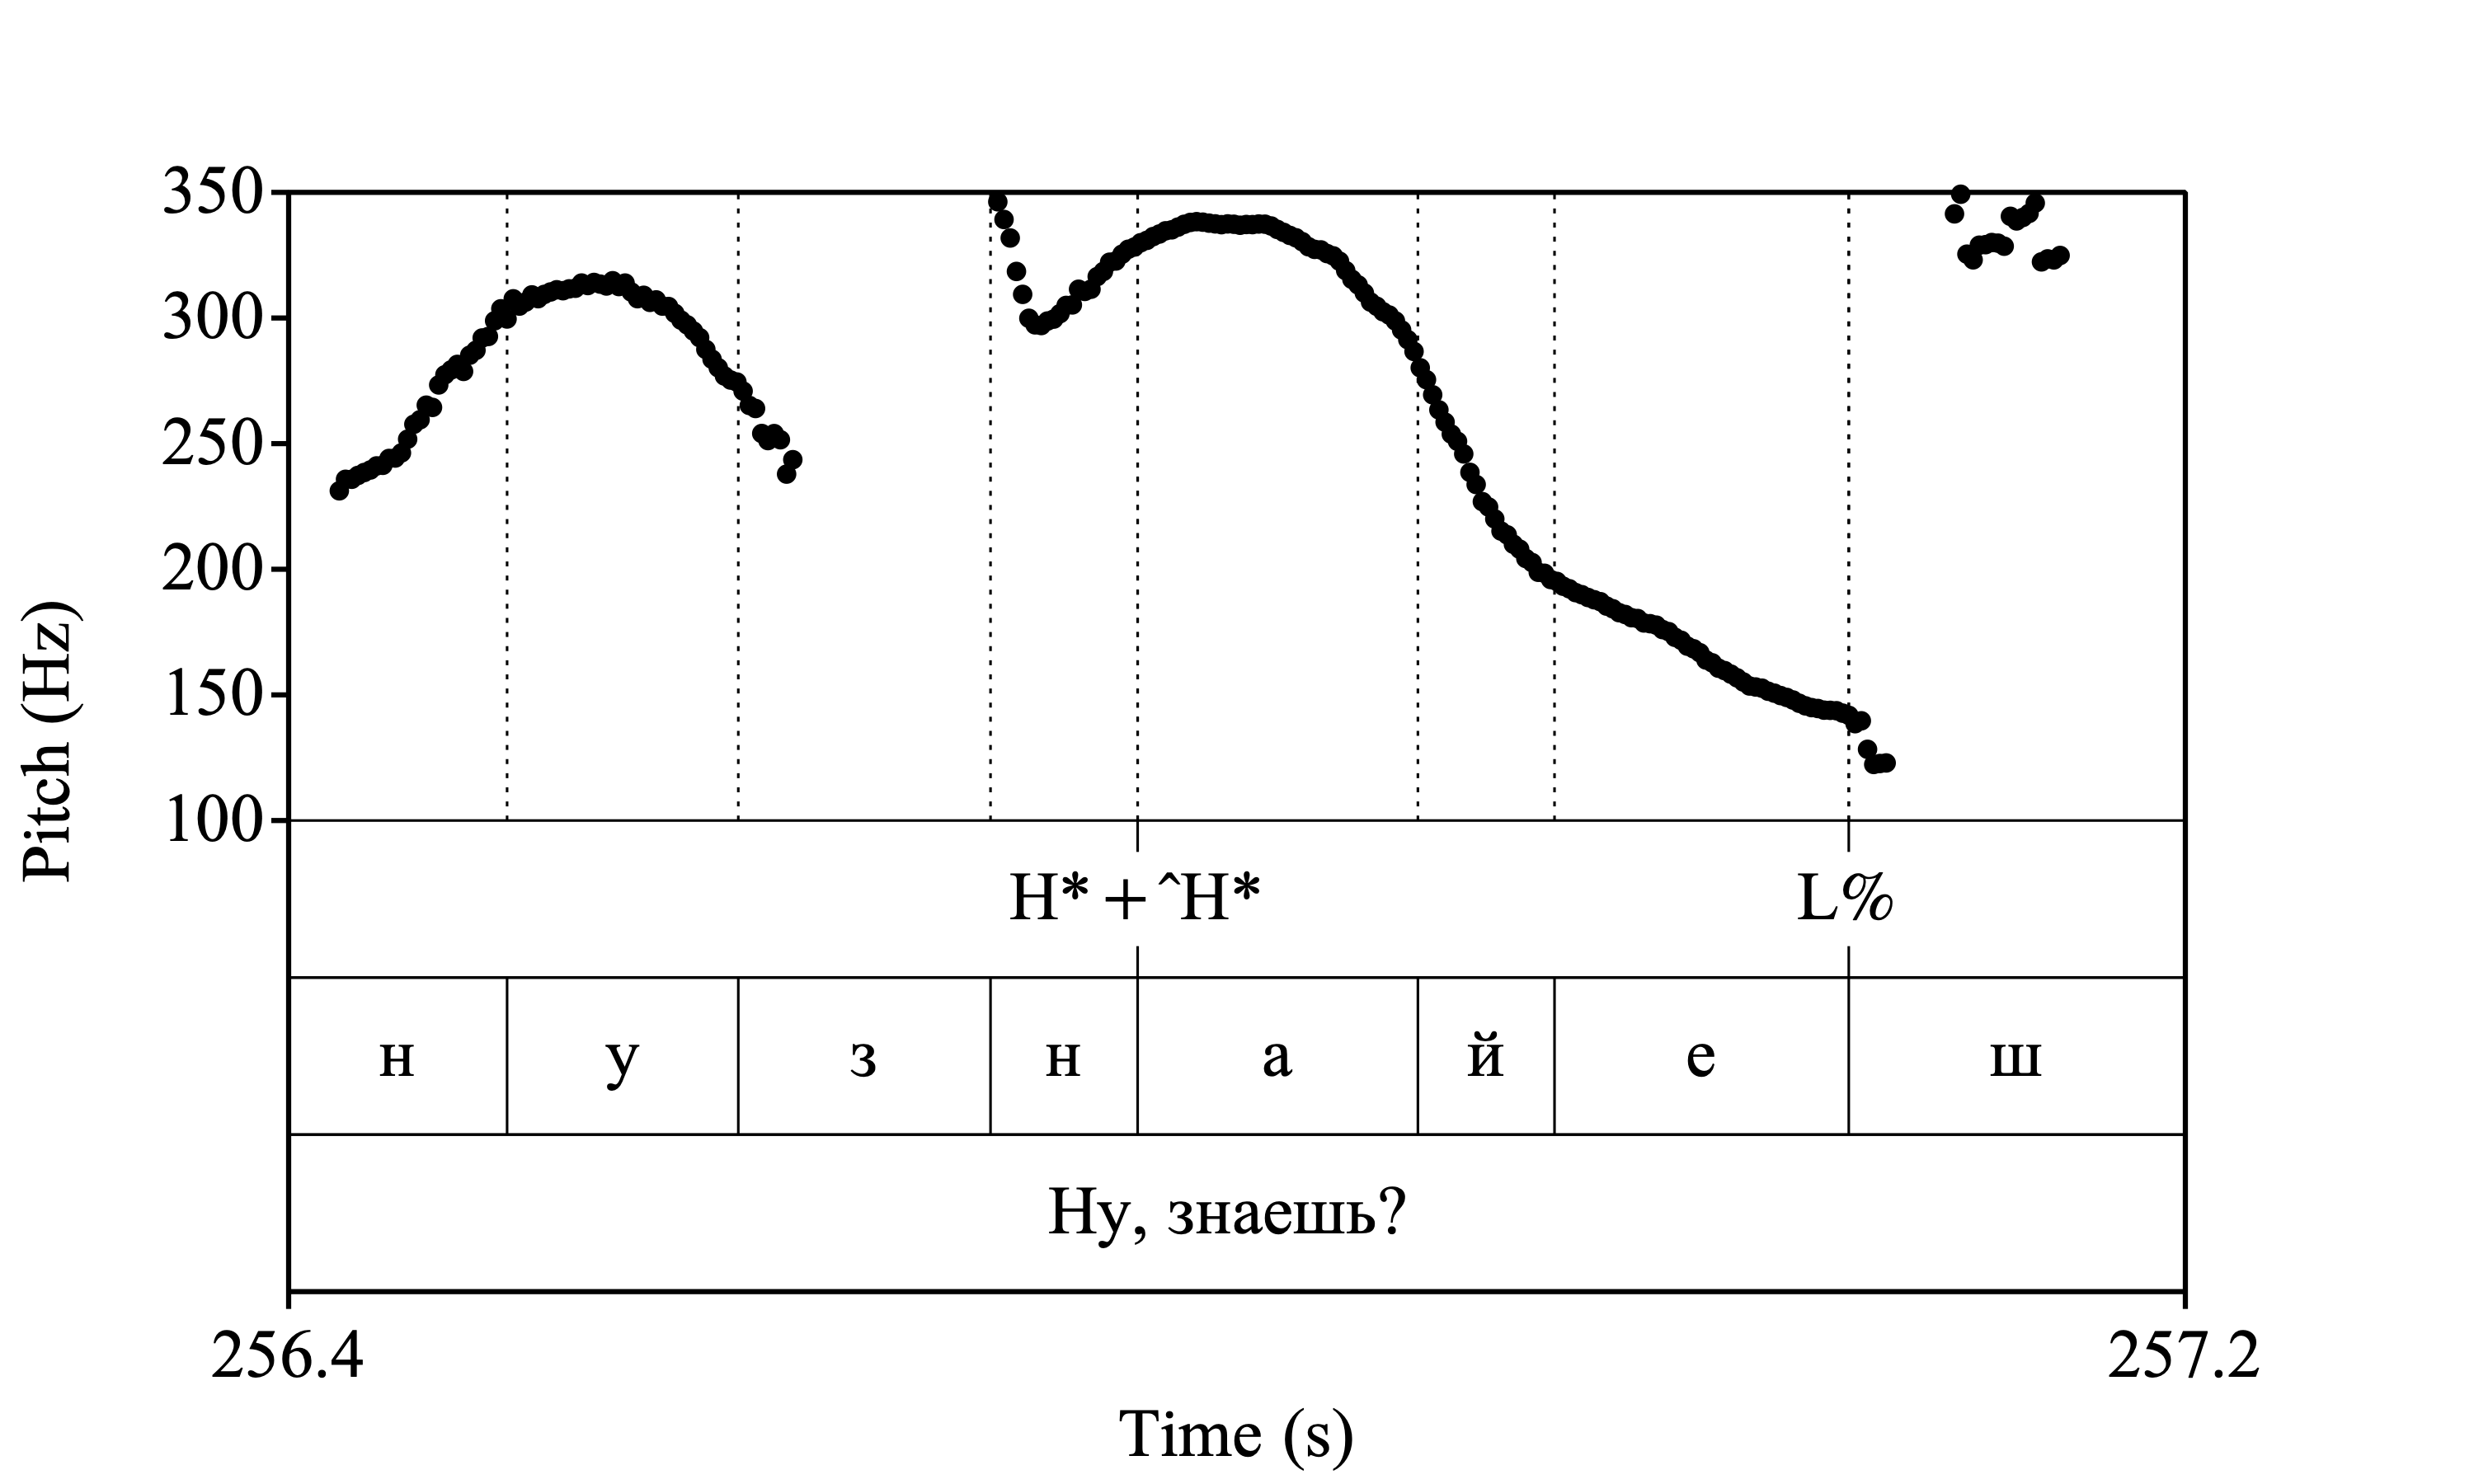 350
300
250
200
150
100
Pitch (Hz)
H* + ^H* L%
н у з н а й е ш
Ну, знаешь?
256.4 257.2
Time (s)